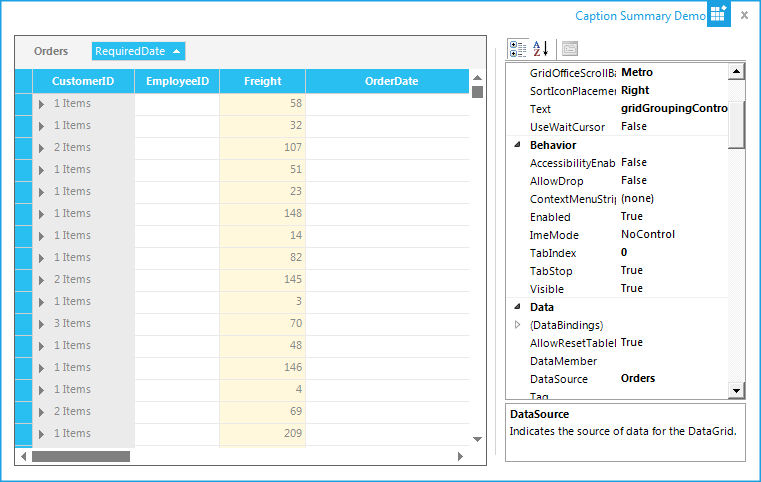 Caption Summary Demo
Orders RequiredDate
CustomerID EmployeeID Freight OrderDate
1 Items 58
1 Items 32
2 Items 107
1 Items 51
1 Items 23
1 Items 148
1 Items 14
1 Items 82
2 Items 145
1 Items 3
3 Items 70
1 Items 48
1 Items 146
1 Items 4
2 Items 69
1 Items 209
GridOfficeScrollBa Metro
SortIconPlacemen Right
Text gridGroupingContro
UseWaitCursor False
Behavior
AccessibilityEnab False
AllowDrop False
ContextMenuStrip (none)
Enabled True
ImeMode NoControl
TabIndex 0
TabStop True
Visible True
Data
(DataBindings)
AllowResetTableI True
DataMember
DataSource Orders
Tag
DataSource
Indicates the source of data for the DataGrid.